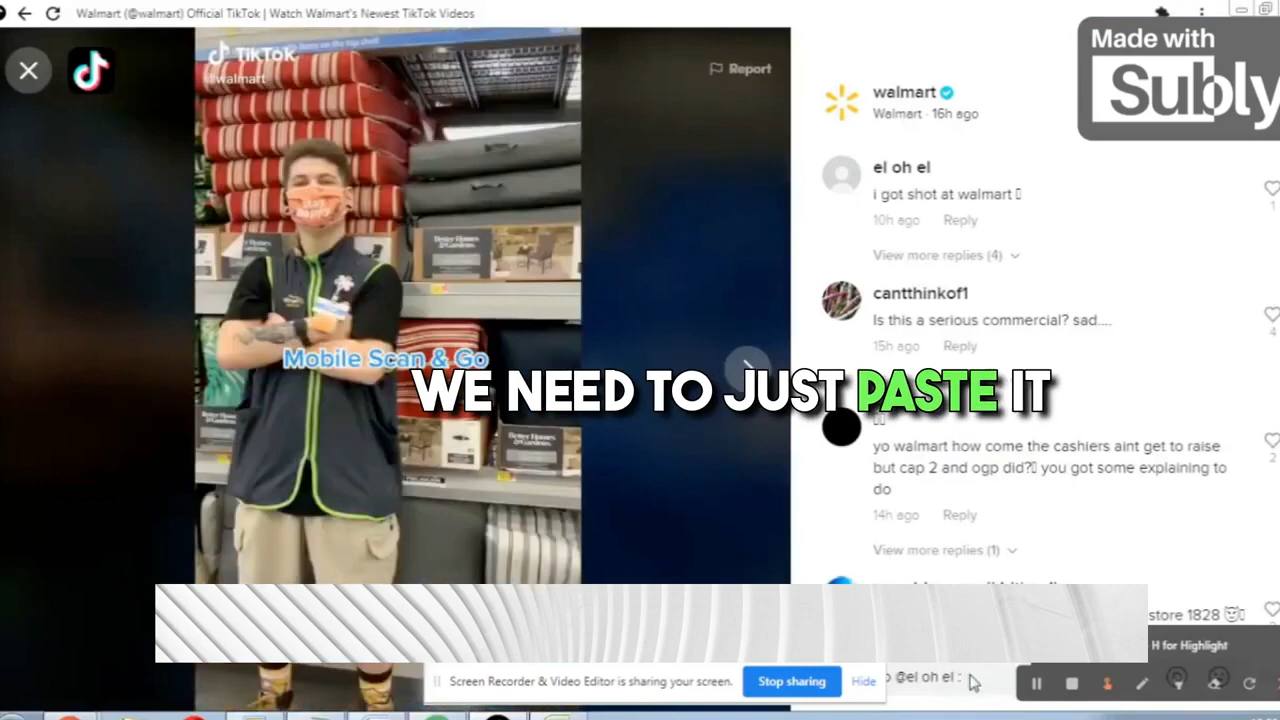 Walmart (@walmart) Official TikTok | Watch Walmart's Newest TikTok Videos
Made with
Subly
TikTok
@walmart
Report
walmart
Walmart · 16h ago
el oh el
i got shot at walmart
10h ago Reply
View more replies (4)
1
cantthinkof1
Is this a serious commercial? sad....
15h ago Reply
4
Mobile Scan & Go
WE NEED TO JUST PASTE IT
yo walmart how come the cashiers aint get to raise
but cap 2 and ogp did? you got some explaining to
do
14h ago Reply
2
View more replies (1)
Better Homes
& Gardens
Better Homes
store 1828
H for Highlight
Screen Recorder & Video Editor is sharing your screen.
Stop sharing
Hide
@el oh el :